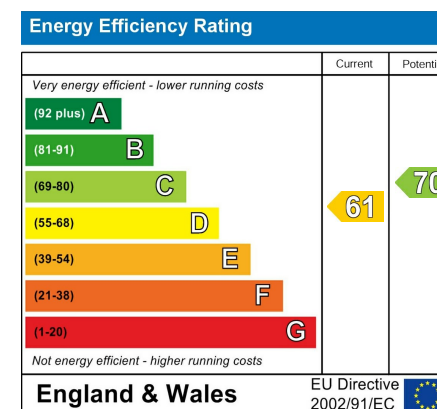 Energy Efficiency Rating
Current Potenti
Very energy efficient - lower running costs
(92 plus) A
(81-91) B
(69-80) C
(55-68) D
(39-54) E
(21-38) F
(1-20) G
61
70
Not energy efficient - higher running costs
England & Wales
EU Directive
2002/91/EC